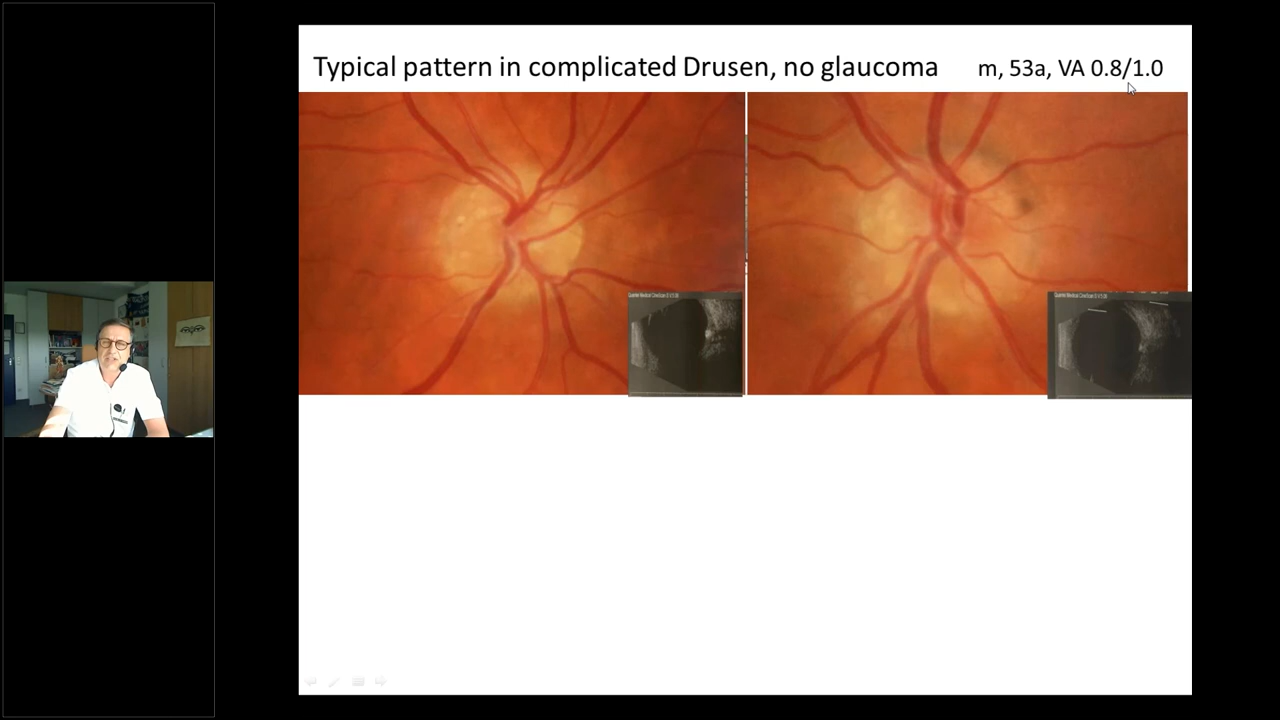 Typical pattern in complicated Drusen, no glaucoma m, 53a, VA 0.8/1.0